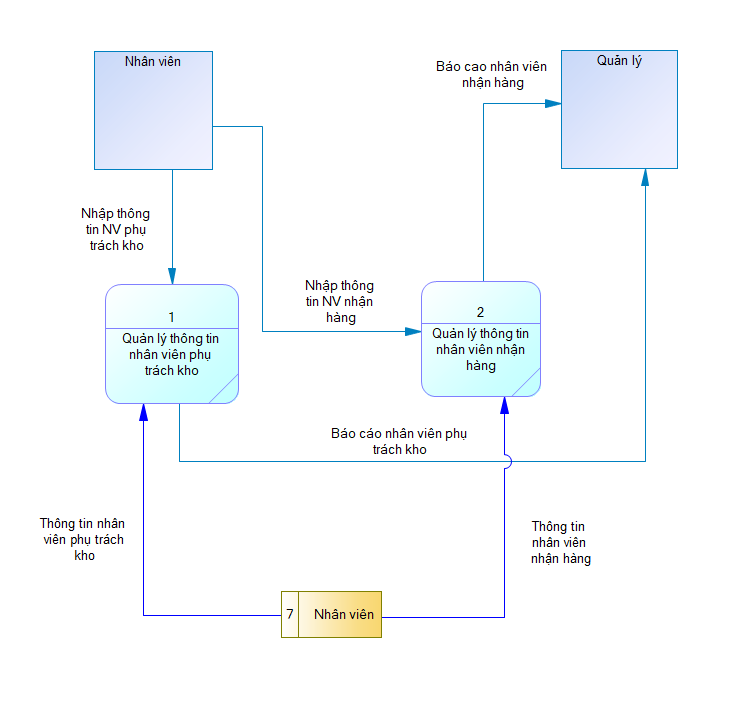 Nhân viên
Quản lý
Báo cao nhân viên
nhận hàng
Nhập thông
tin NV phụ
trách kho
Nhập thông
tin NV nhận
hàng
1
Quản lý thông tin
nhân viên phụ
trách kho
2
Quản lý thông tin
nhân viên nhận
hàng
Báo cáo nhân viên phụ
trách kho
Thông tin nhân
viên phụ trách
kho
Thông tin
nhân viên
nhận hàng
7 Nhân viên